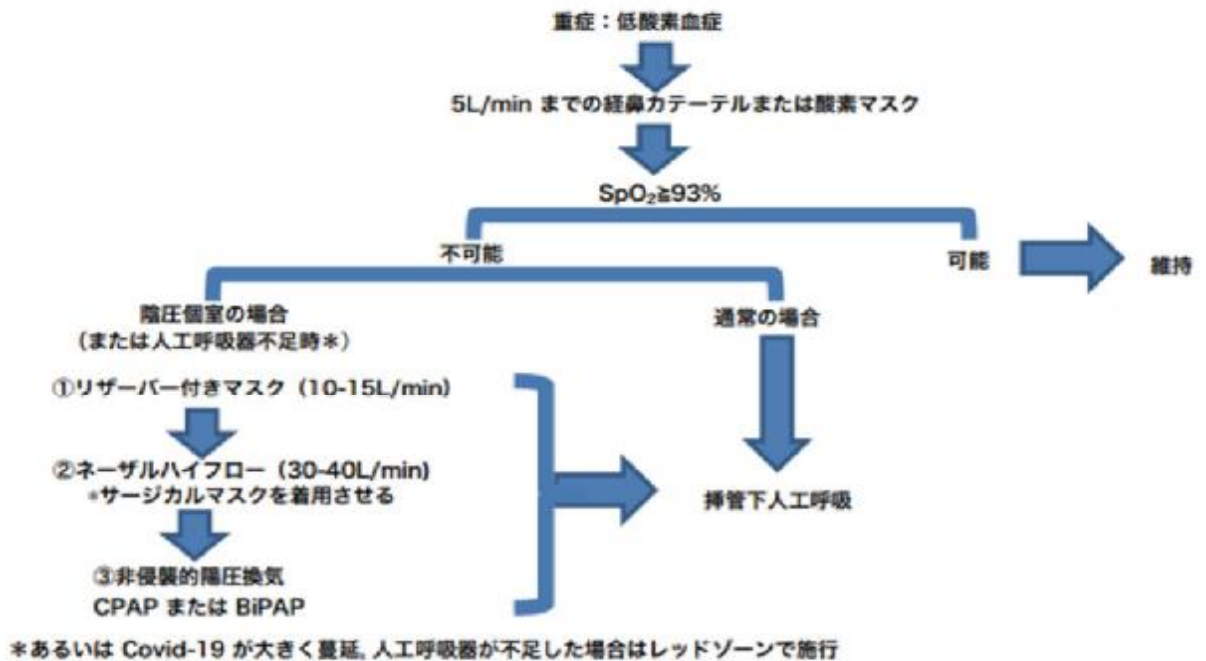 重症：低酸素血症
5L/min までの経鼻カテーテルまたは酸素マスク
SpO₂≧93%
不可能
可能
維持
陰圧個室の場合
（または人工呼吸器不足時＊）
通常の場合
①リザーバー付きマスク（10-15L/min）
②ネーザルハイフロー（30-40L/min)
*サージカルマスクを着用させる
挿管下人工呼吸
③非侵襲的陽圧換気
CPAP または BiPAP
＊あるいは Covid-19 が大きく蔓延, 人工呼吸器が不足した場合はレッドゾーンで施行